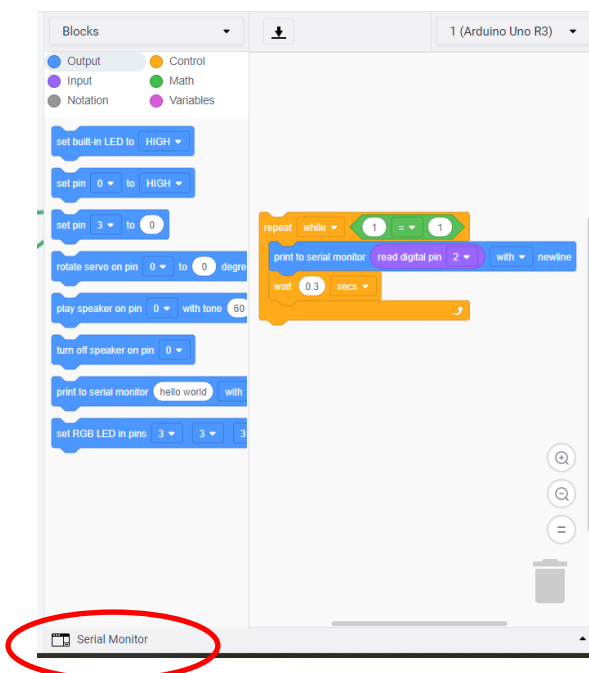 Blocks
1 (Arduino Uno R3)
Output
Control
Input
Math
Notation
Variables
set built-in LED to HIGH
set pin 0 to HIGH
set pin 3 to 0
rotate servo on pin 0 to 0 degre
play speaker on pin 0 with tone 60
turn off speaker on pin 0
print to serial monitor hello world with
set RGB LED in pins 3 3 3
repeat while 1 = 1
print to serial monitor read digital pin 2 with newline
wait 0.3 secs
Serial Monitor